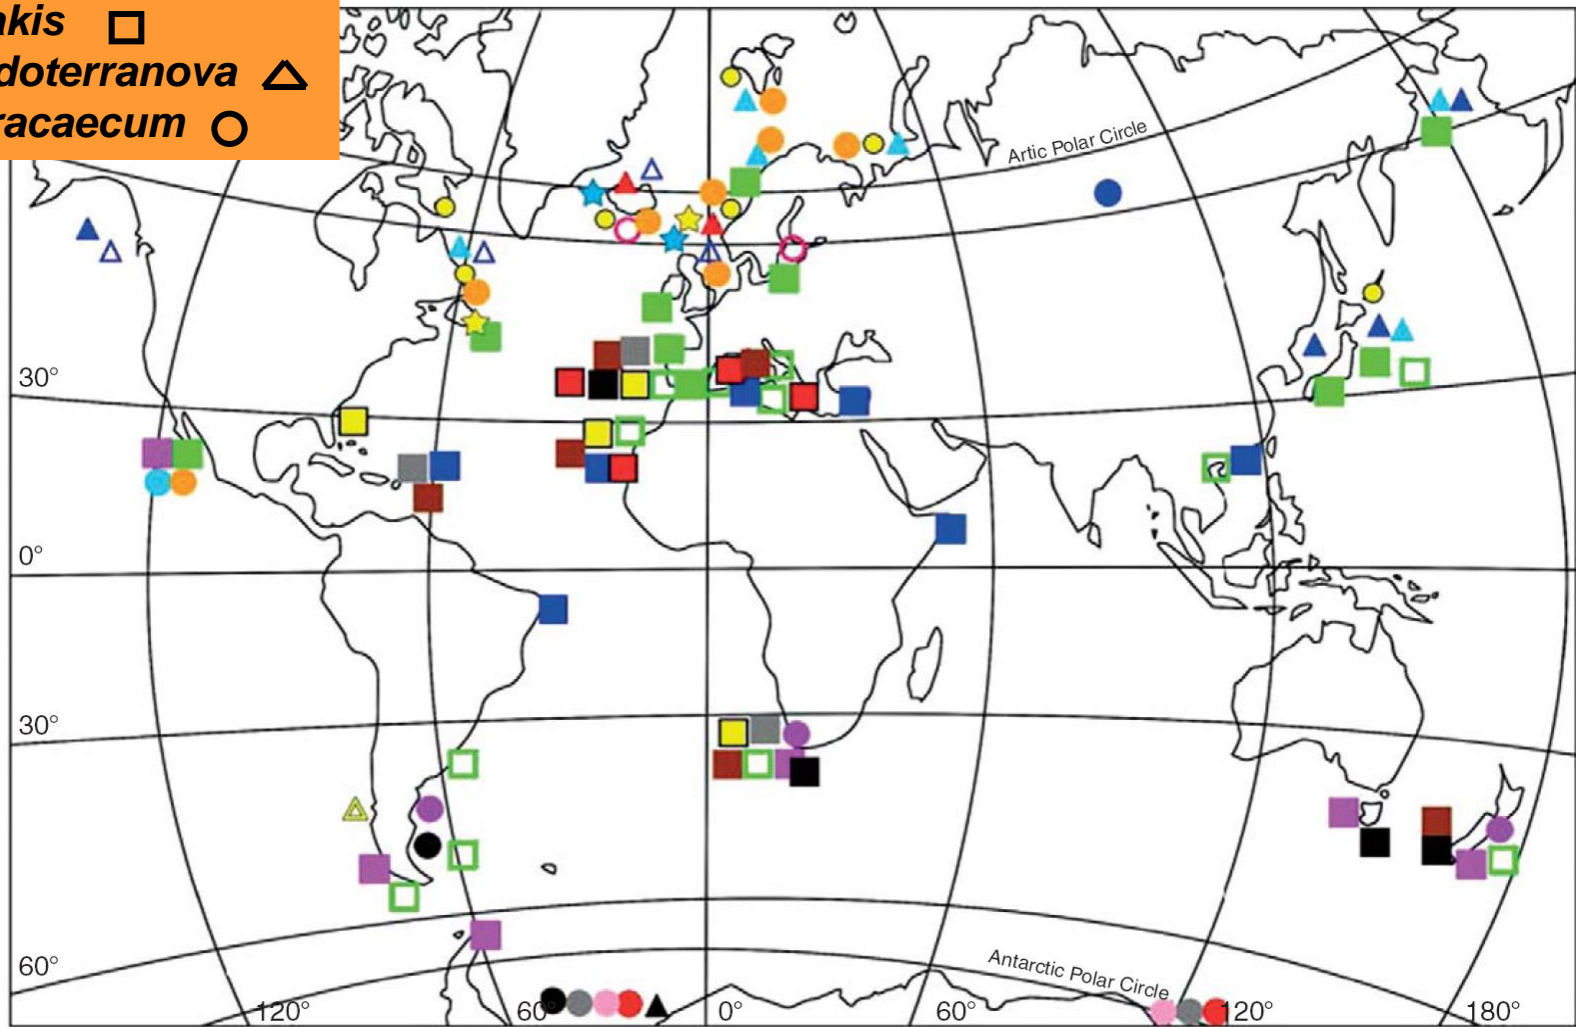 akis
doterranova
racaecum
Artic Polar Circle
30°
0°
30°
60°
Antarctic Polar Circle
120°
60°
0°
60°
120°
180°